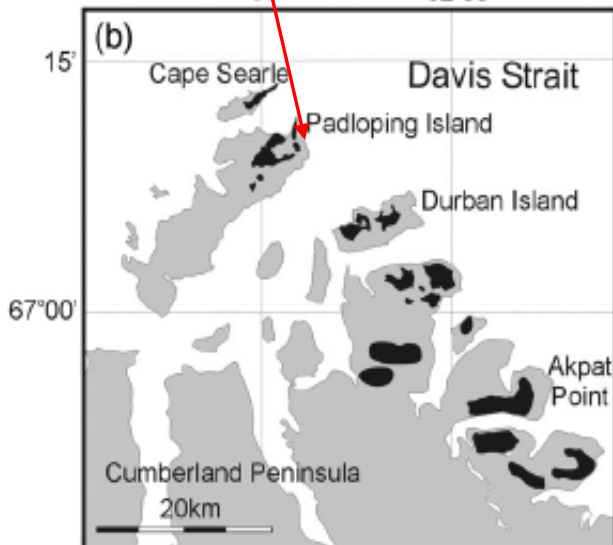 (b)
15'
Cape Searle
Davis Strait
Padloping Island
Durban Island
67°00'
Akpat
Point
Cumberland Peninsula
20km